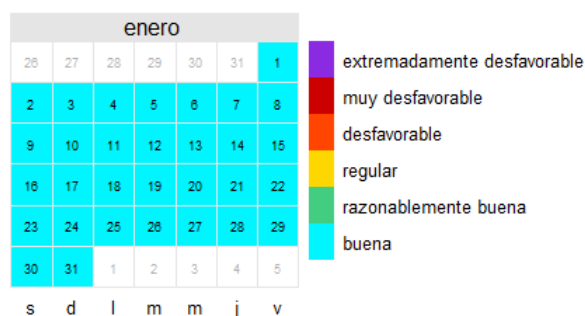 enero
26 27 28 29 30 31 1
2 3 4 5 6 7 8
9 10 11 12 13 14 15
16 17 18 19 20 21 22
23 24 25 26 27 28 29
30 31 1 2 3 4 5
s d l m m j v
extremadamente desfavorable
muy desfavorable
desfavorable
regular
razonablemente buena
buena